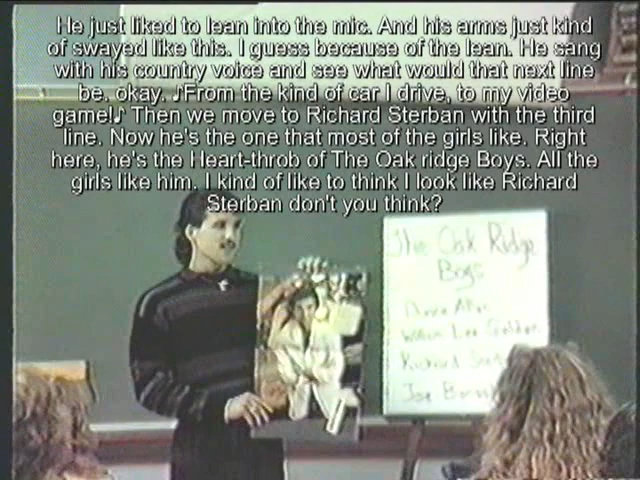 He just liked to lean into the mic. And his arms just kind
of swayed like this. I guess because of the lean. He sang
with his country voice and see what would that next line
be. okay. ♪From the kind of car I drive, to my video
game!♪ Then we move to Richard Sterban with the third
line. Now he's the one that most of the girls like. Right
here, he's the Heart-throb of The Oak ridge Boys. All the
girls like him. I kind of like to think I look like Richard
Sterban don't you think?
The Oak Ridge
Boys
Lee Golden
Richard
Joe